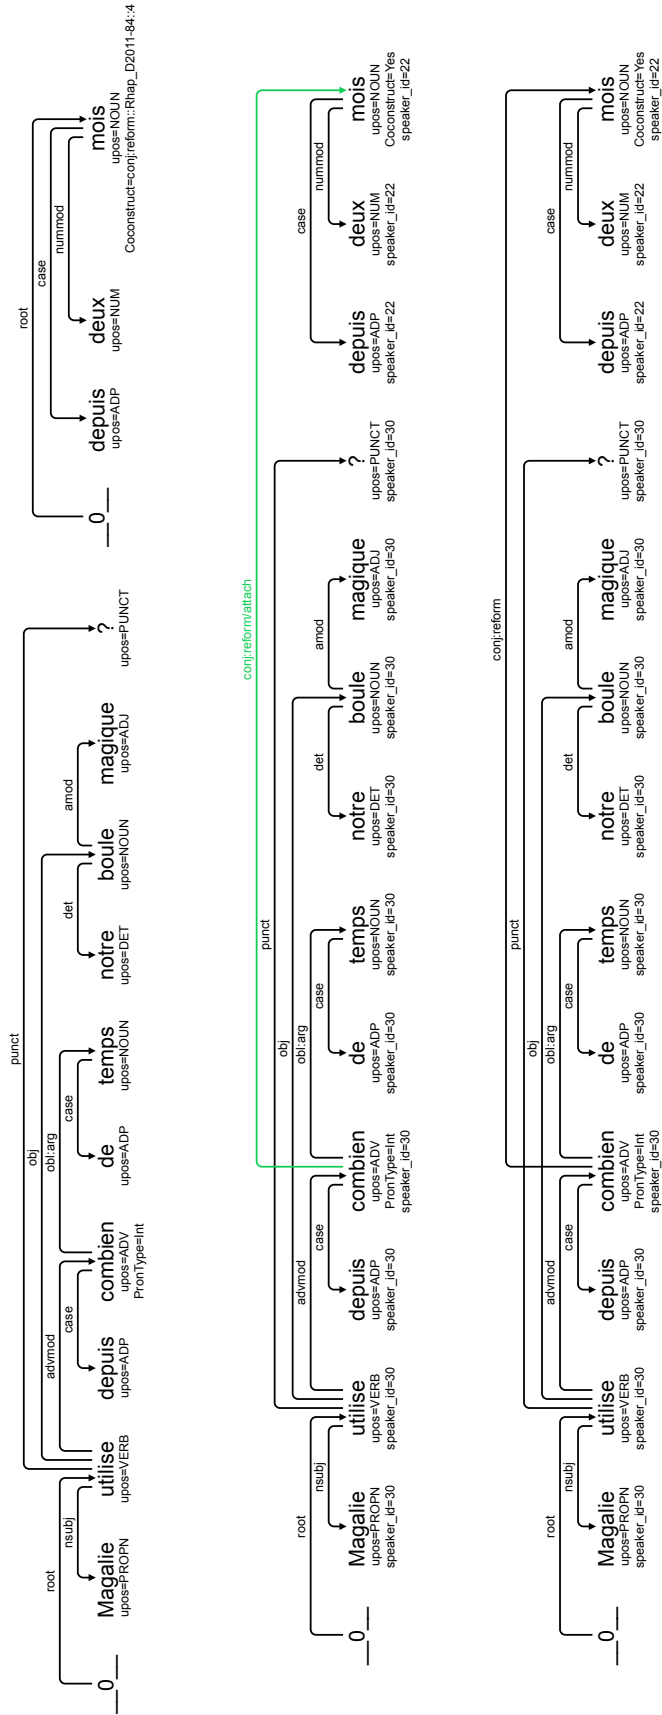 root
nsubj
punct
obj
advmod
obl:arg
case
case
det
amod
0 Magalie utilise depuis combien de temps notre boule magique ?
upos=PROPN upos=VERB upos=ADP upos=ADV upos=ADP upos=NOUN upos=DET upos=NOUN upos=ADJ upos=PUNCT
PronType=Int
root
case
nummod
0 depuis deux mois
upos=ADP upos=NUM upos=NOUN
Coconstruct=conj:reform::Rhap_D2011-84::4
conj:reform/attach
punct
obj
obl:arg
root
nsubj
advmod
case
case
det
amod
case
nummod
0 Magalie utilise depuis combien de temps notre boule magique ? depuis deux mois
upos=PROPN upos=VERB upos=ADP upos=ADV upos=ADP upos=NOUN upos=DET upos=NOUN upos=ADJ upos=PUNCT upos=ADP upos=NUM upos=NOUN
speaker_id=30 speaker_id=30 speaker_id=30 PronType=Int speaker_id=30 speaker_id=30 speaker_id=30 speaker_id=30 speaker_id=30 speaker_id=30 speaker_id=22 speaker_id=22 Coconstruct=Yes
speaker_id=30 speaker_id=22
conj:reform
punct
obj
obl:arg
root
nsubj
advmod
case
case
det
amod
case
nummod
0 Magalie utilise depuis combien de temps notre boule magique ? depuis deux mois
upos=PROPN upos=VERB upos=ADP upos=ADV upos=ADP upos=NOUN upos=DET upos=NOUN upos=ADJ upos=PUNCT upos=ADP upos=NUM upos=NOUN
speaker_id=30 speaker_id=30 speaker_id=30 PronType=Int speaker_id=30 speaker_id=30 speaker_id=30 speaker_id=30 speaker_id=30 speaker_id=30 speaker_id=22 speaker_id=22 Coconstruct=Yes
speaker_id=30 speaker_id=22